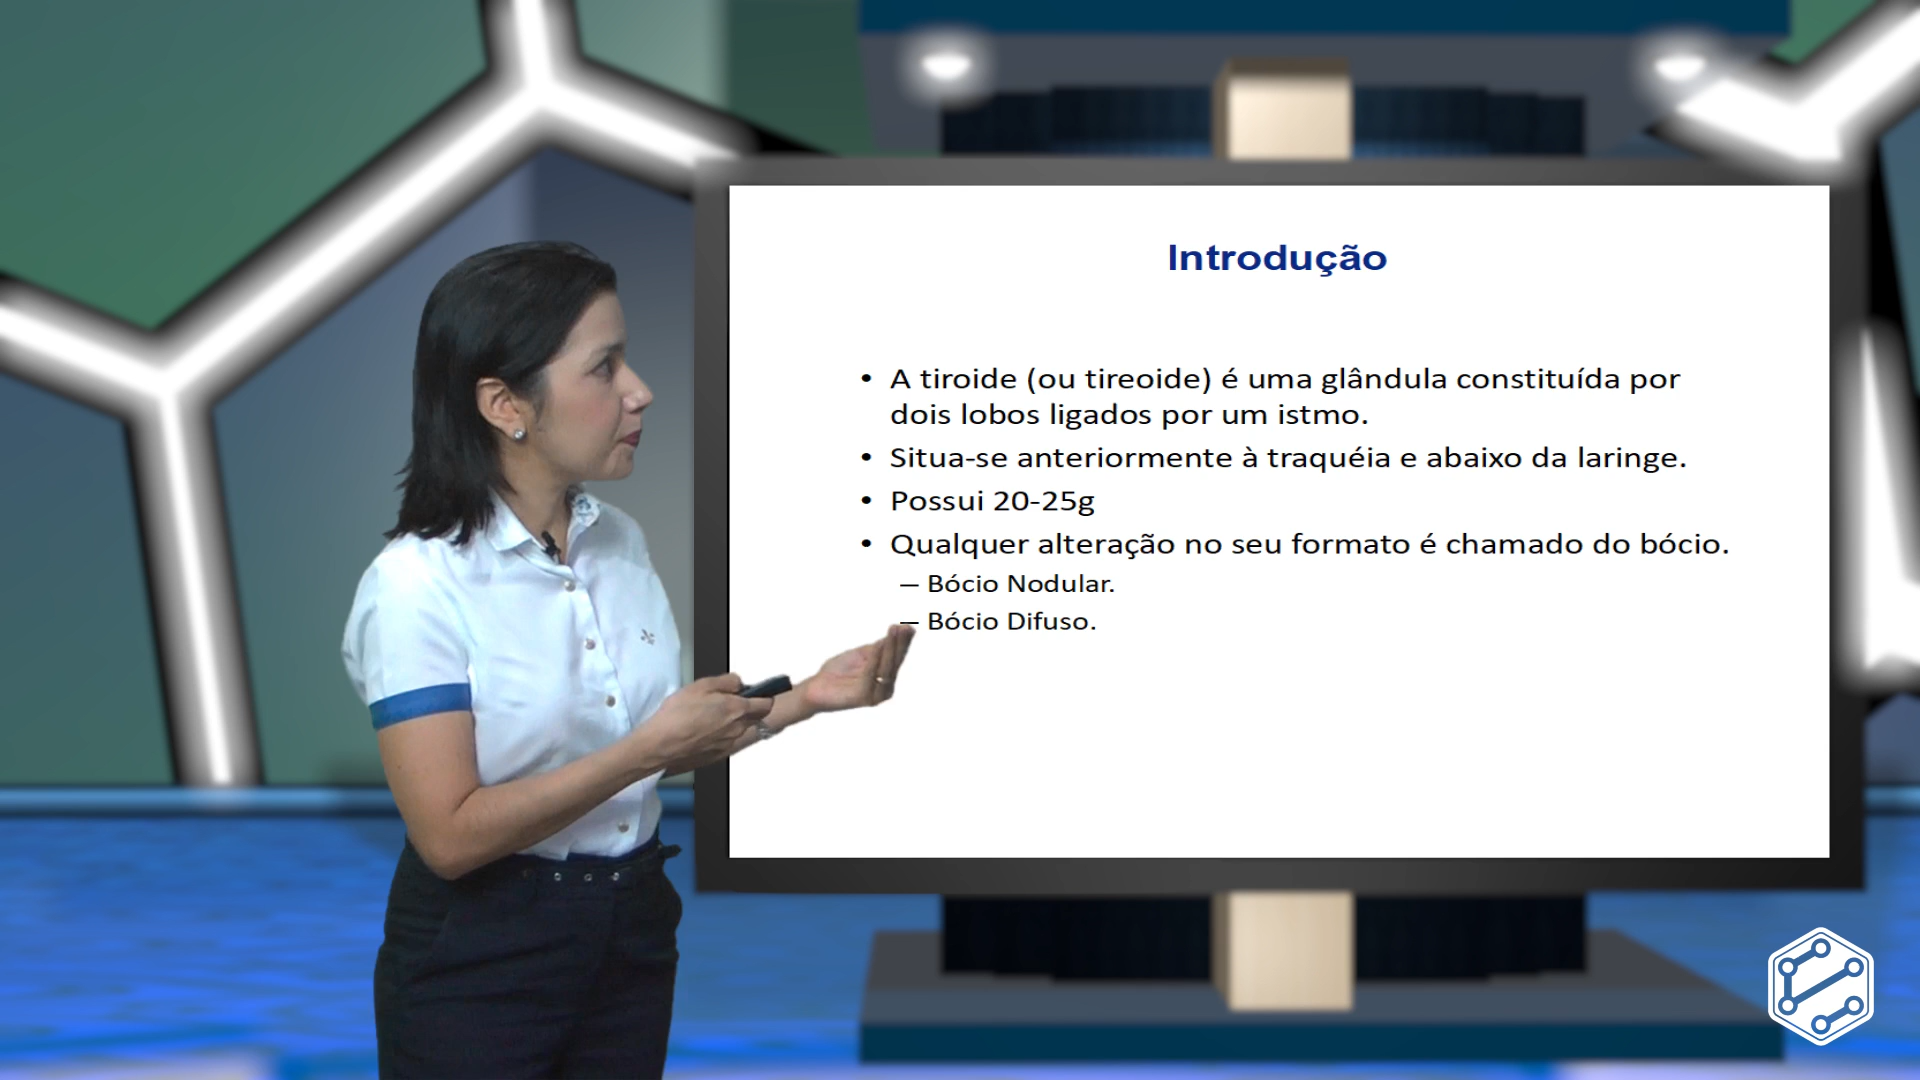 Introdução
• A tiroide (ou tireoide) é uma glândula constituída por
dois lobos ligados por um istmo.
• Situa-se anteriormente à traquéia e abaixo da laringe.
• Possui 20-25g
• Qualquer alteração no seu formato é chamado do bócio.
– Bócio Nodular.
– Bócio Difuso.